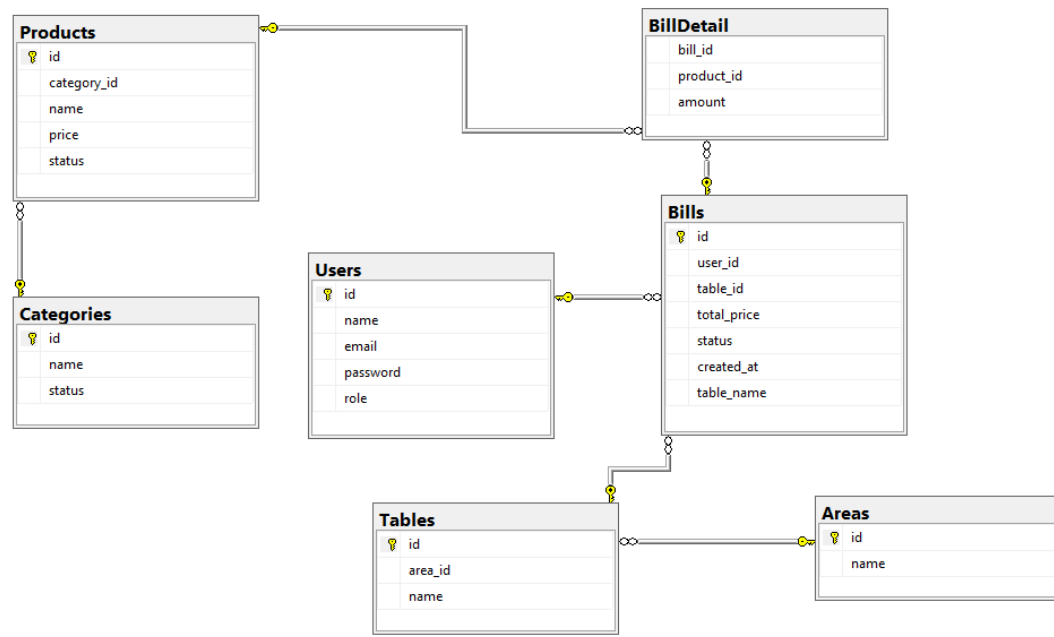 Products
id
category_id
name
price
status
BillDetail
bill_id
product_id
amount
Categories
id
name
status
Users
id
name
email
password
role
Bills
id
user_id
table_id
total_price
status
created_at
table_name
Tables
id
area_id
name
Areas
id
name